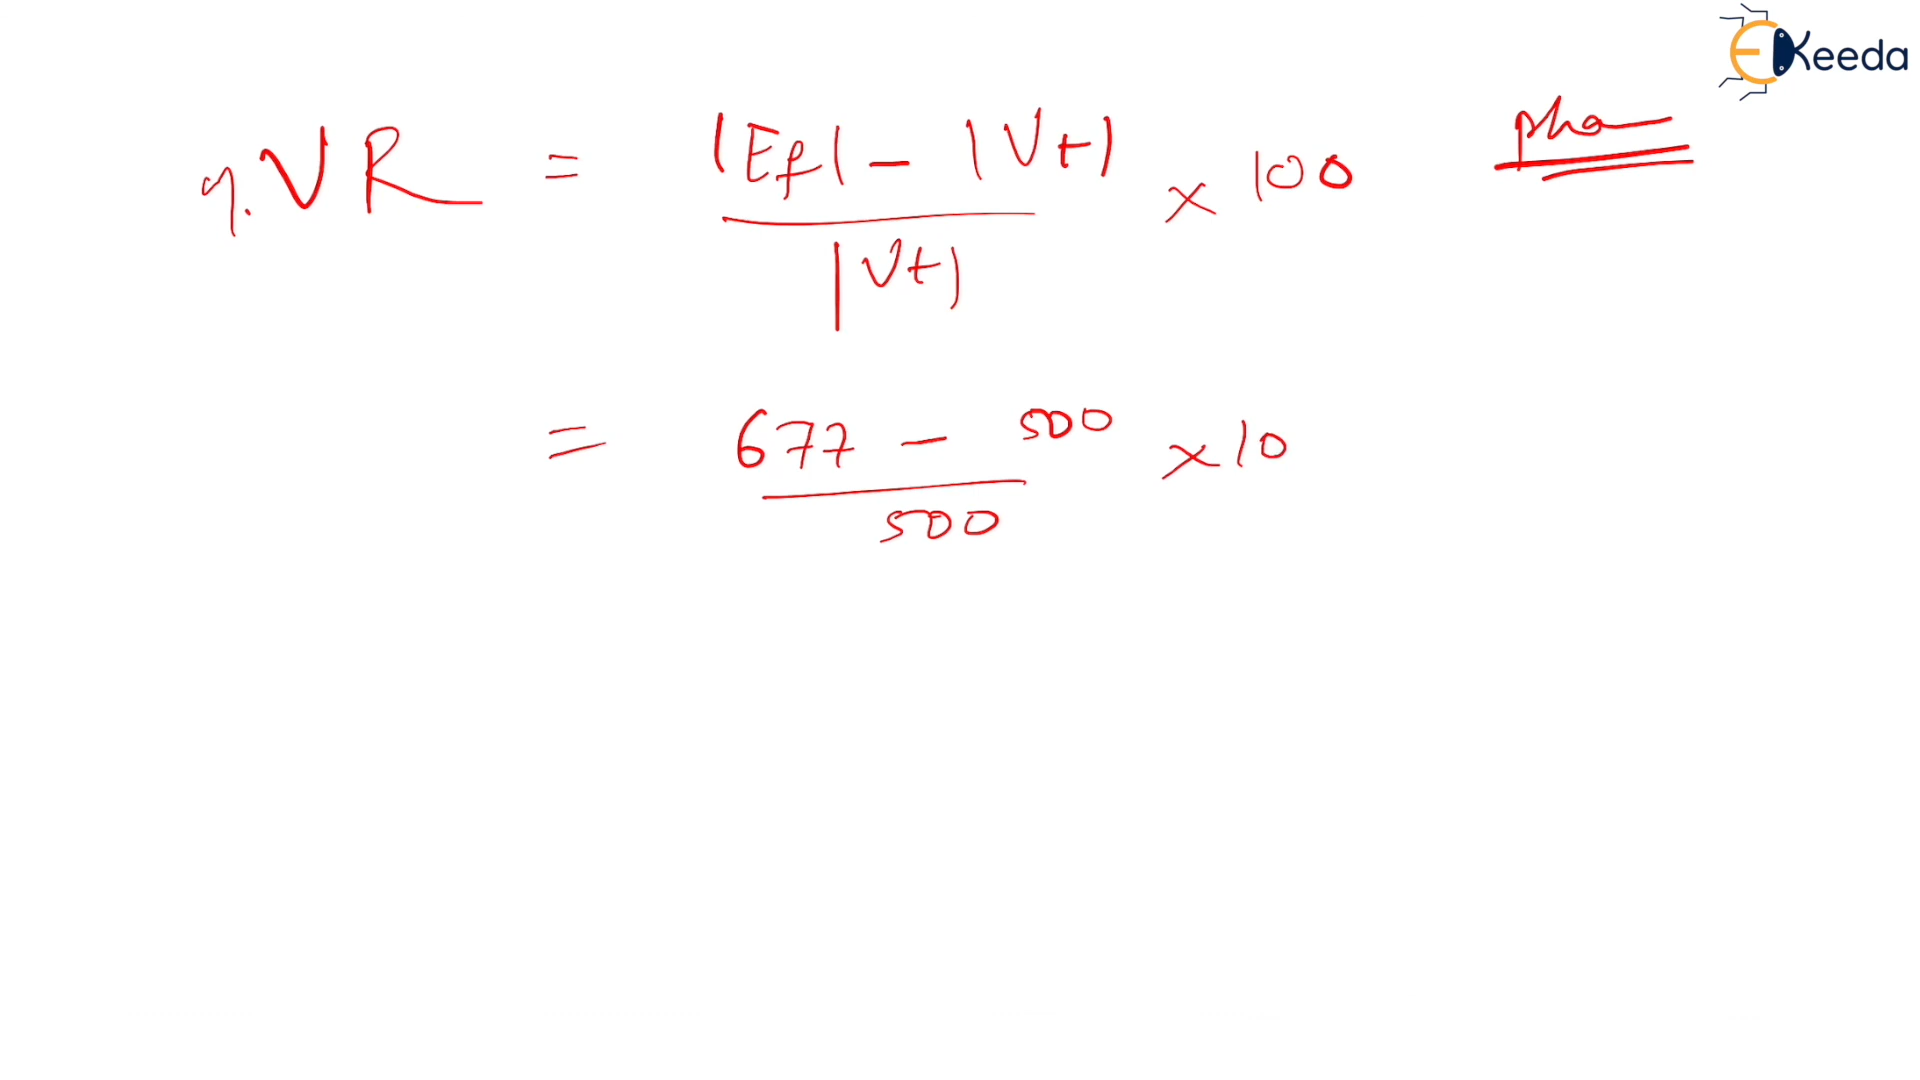 EKeeda
%VR = |Ef| - |Vt| / |Vt| × 100
pha
= 677 - 500 / 500 × 10